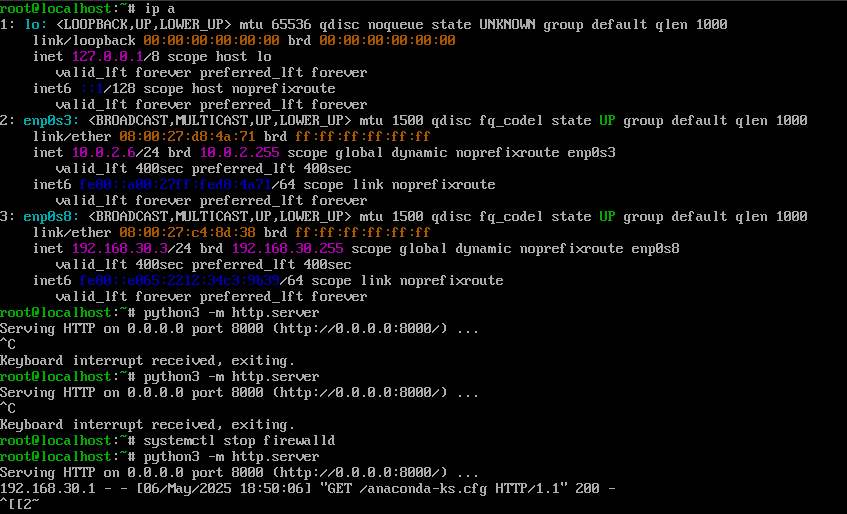 root@localhost:~# ip a
1: lo: <LOOPBACK,UP,LOWER_UP> mtu 65536 qdisc noqueue state UNKNOWN group default qlen 1000
    link/loopback 00:00:00:00:00:00 brd 00:00:00:00:00:00
    inet 127.0.0.1/8 scope host lo
       valid_lft forever preferred_lft forever
    inet6 ::1/128 scope host noprefixroute
       valid_lft forever preferred_lft forever
2: enp0s3: <BROADCAST,MULTICAST,UP,LOWER_UP> mtu 1500 qdisc fq_codel state UP group default qlen 1000
    link/ether 08:00:27:d8:4a:71 brd ff:ff:ff:ff:ff:ff
    inet 10.0.2.6/24 brd 10.0.2.255 scope global dynamic noprefixroute enp0s3
       valid_lft 400sec preferred_lft 400sec
    inet6 fe80::a00:27ff:fed8:4a71/64 scope link noprefixroute
       valid_lft forever preferred_lft forever
3: enp0s8: <BROADCAST,MULTICAST,UP,LOWER_UP> mtu 1500 qdisc fq_codel state UP group default qlen 1000
    link/ether 08:00:27:c4:8d:38 brd ff:ff:ff:ff:ff:ff
    inet 192.168.30.3/24 brd 192.168.30.255 scope global dynamic noprefixroute enp0s8
       valid_lft 400sec preferred_lft 400sec
    inet6 /64 scope link noprefixroute
       valid_lft forever preferred_lft forever
root@localhost:~# python3 -m http.server
Serving HTTP on 0.0.0.0 port 8000 (http://0.0.0.0:8000/) ...
^C
Keyboard interrupt received, exiting.
root@localhost:~# python3 -m http.server
Serving HTTP on 0.0.0.0 port 8000 (http://0.0.0.0:8000/) ...
^C
Keyboard interrupt received, exiting.
root@localhost:~# systemctl stop firewalld
root@localhost:~# python3 -m http.server
Serving HTTP on 0.0.0.0 port 8000 (http://0.0.0.0:8000/) ...
192.168.30.1 - - [06/May/2025 18:50:06] "GET /anaconda-ks.cfg HTTP/1.1" 200 -
^[[2~